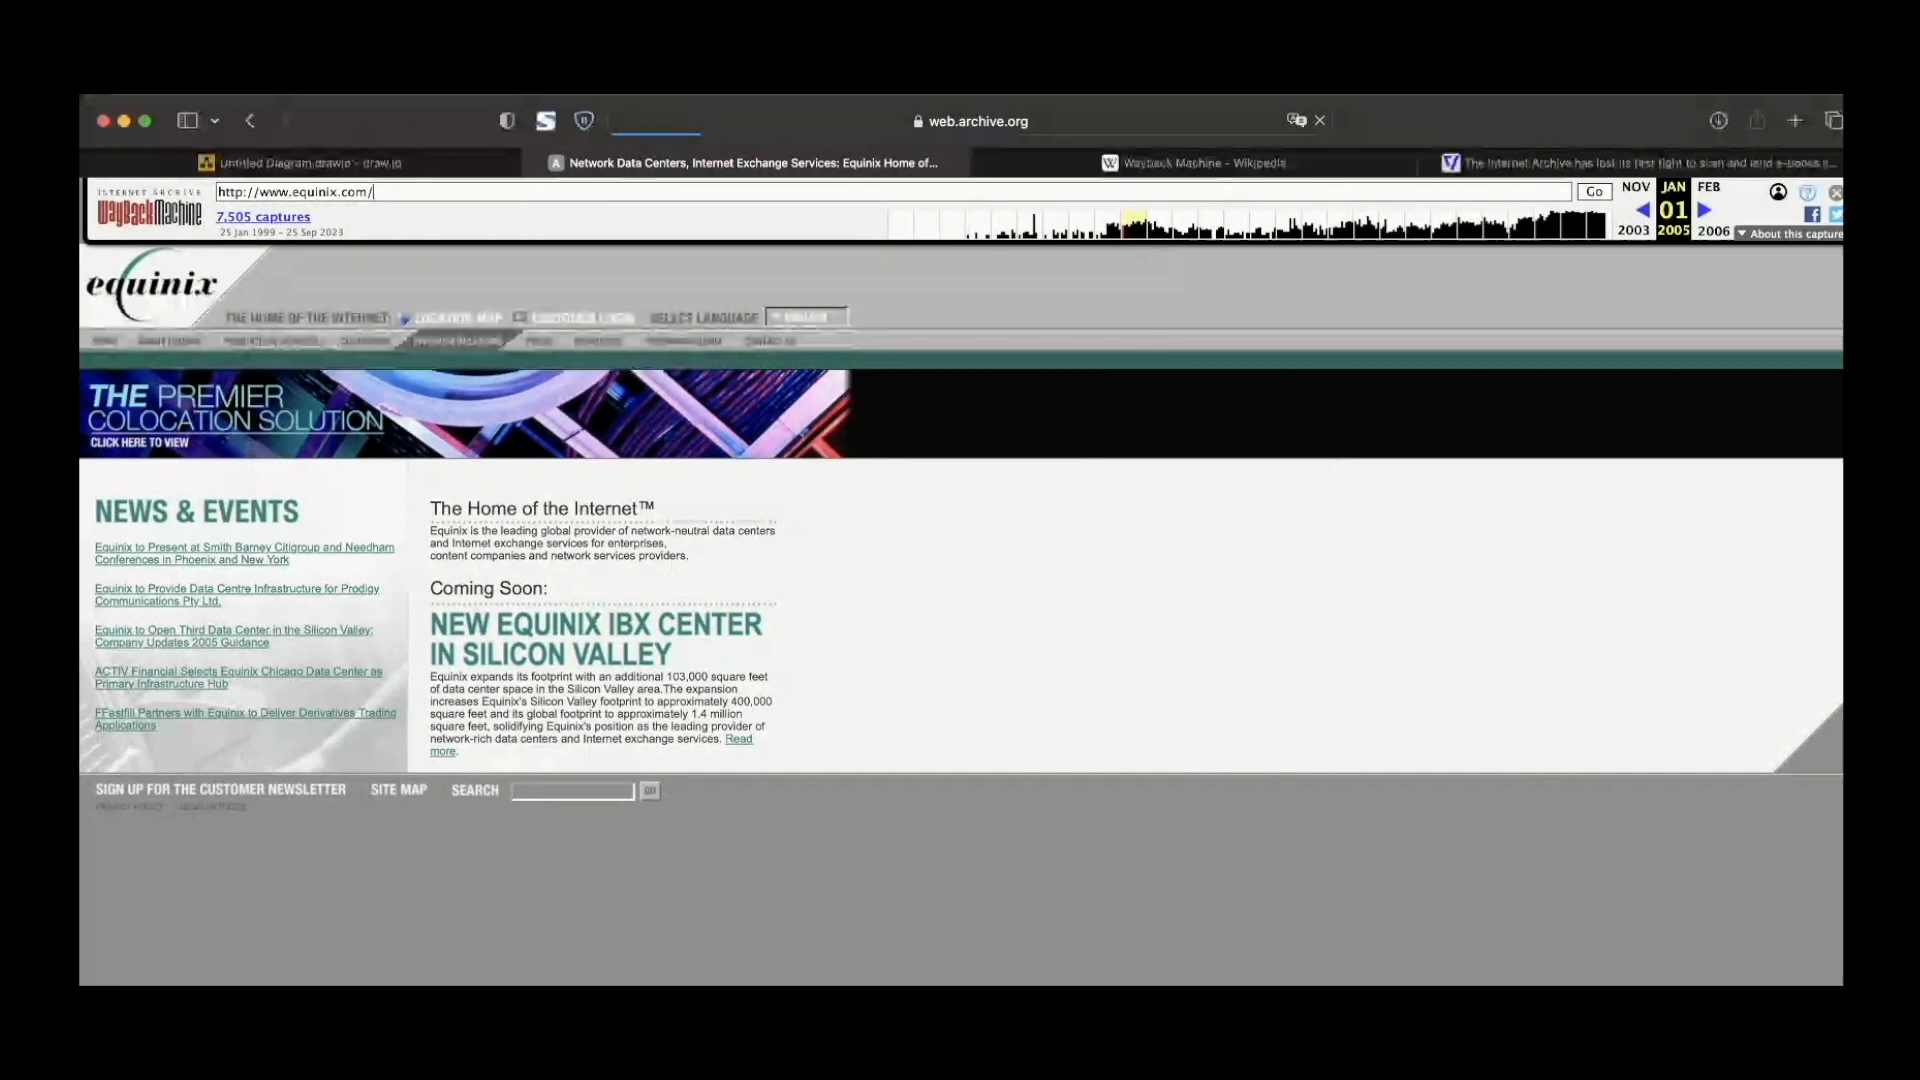 web.archive.org
Untitled Diagram.drawio - draw.io
Network Data Centers, Internet Exchange Services: Equinix Home of...
Wayback Machine - Wikipedia
The Internet Archive has lost its first fight to scan and lend e-books l...
INTERNET ARCHIVE
WayBackMachine
http://www.equinix.com/
Go
NOV JAN FEB
7,505 captures
01
25 Jan 1999 - 25 Sep 2023
2003 2005 2006
About this capture
equinix
THE HOME OF THE INTERNET
LOCATION MAP
CUSTOMER LOGIN
SELECT LANGUAGE
THE PREMIER
COLOCATION SOLUTION
CLICK HERE TO VIEW
NEWS & EVENTS
Equinix to Present at Smith Barney Citigroup and Needham
Conferences in Phoenix and New York
Equinix to Provide Data Centre Infrastructure for Prodigy
Communications Pty Ltd.
Equinix to Open Third Data Center in the Silicon Valley;
Company Updates 2005 Guidance
ACTIV Financial Selects Equinix Chicago Data Center as
Primary Infrastructure Hub
FFastfill Partners with Equinix to Deliver Derivatives Trading
Applications
The Home of the Internet™
Equinix is the leading global provider of network-neutral data centers
and Internet exchange services for enterprises,
content companies and network services providers.
Coming Soon:
NEW EQUINIX IBX CENTER
IN SILICON VALLEY
Equinix expands its footprint with an additional 103,000 square feet
of data center space in the Silicon Valley area.The expansion
increases Equinix's Silicon Valley footprint to approximately 400,000
square feet and its global footprint to approximately 1.4 million
square feet, solidifying Equinix's position as the leading provider of
network-rich data centers and Internet exchange services. Read
more.
SIGN UP FOR THE CUSTOMER NEWSLETTER
SITE MAP
SEARCH
GO
PRIVACY POLICY